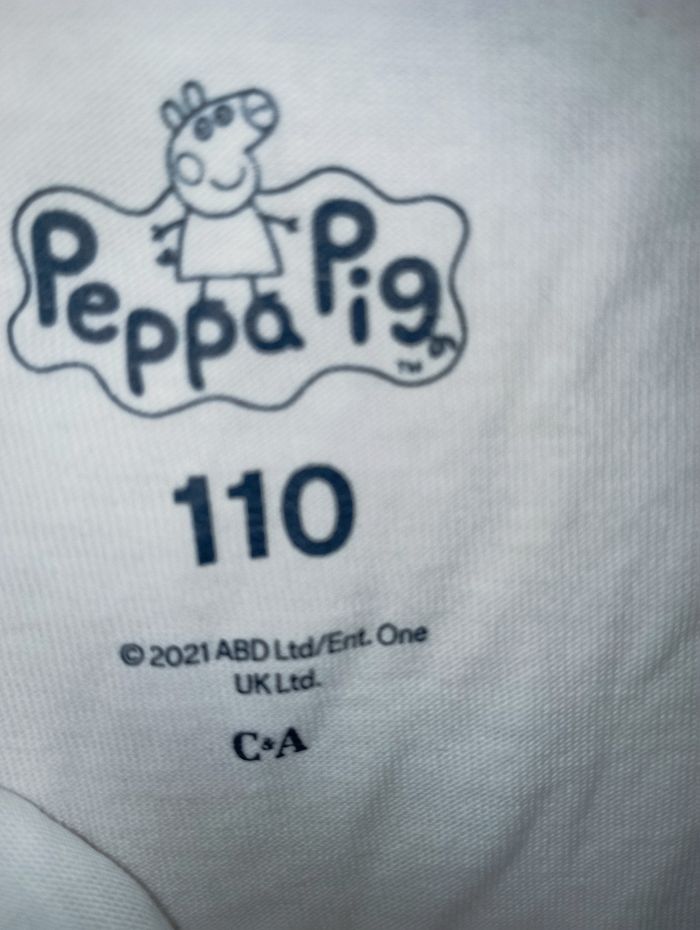 Peppa Pig
TM
110
© 2021 ABD Ltd/Ent. One
UK Ltd.
C&A